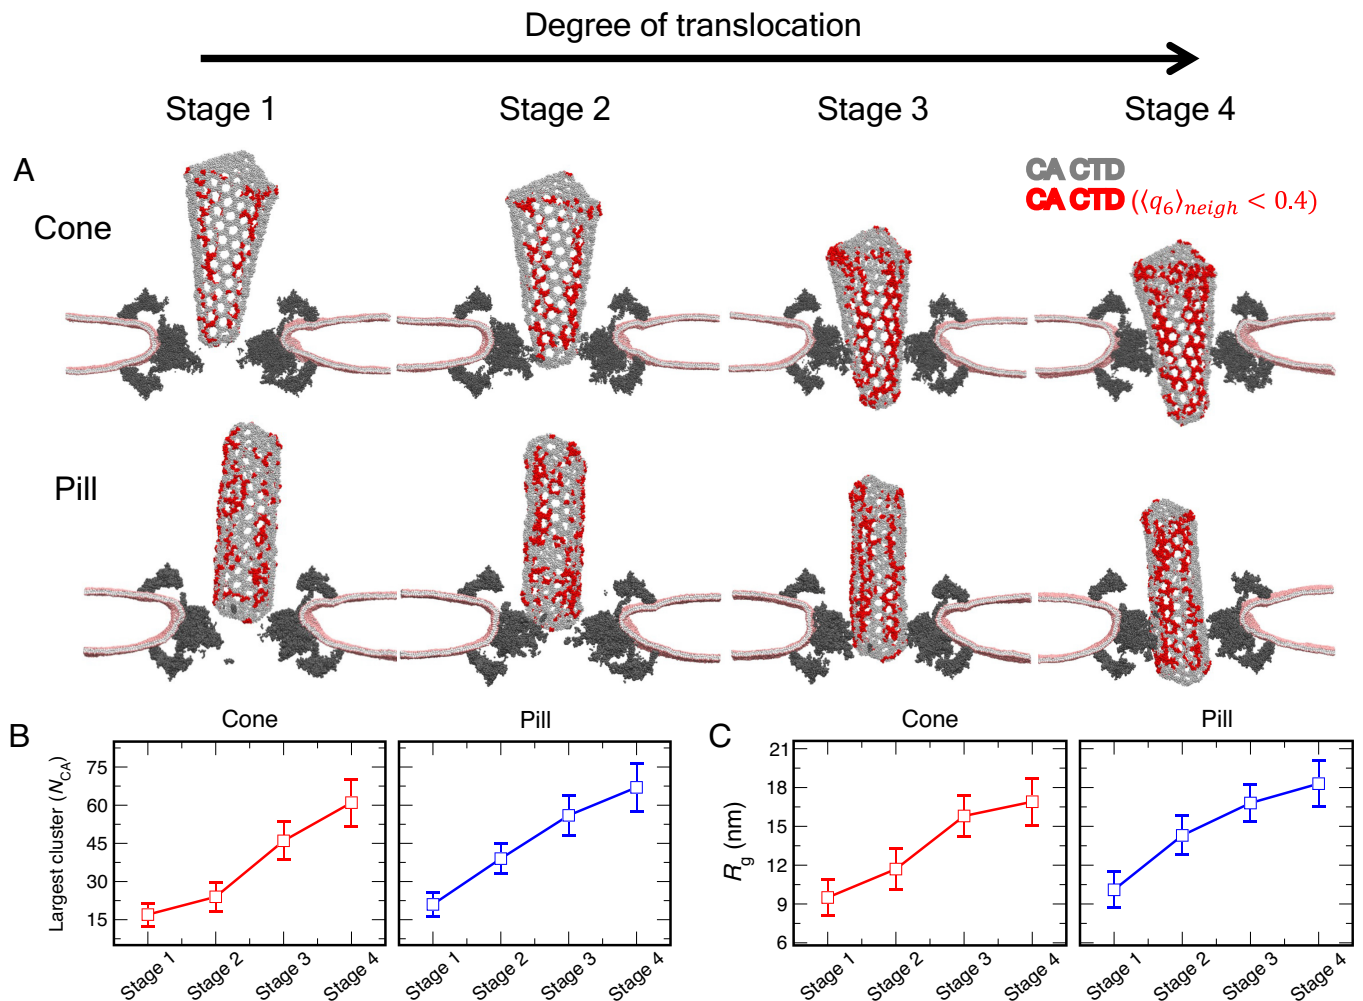 Degree of translocation
Stage 1 Stage 2 Stage 3 Stage 4
A
CA CTD
CA CTD (⟨q₆⟩neigh < 0.4)
Cone
Pill
B
Cone Pill
Largest cluster (N_CA)
75
60
45
30
15
Stage 1 Stage 2 Stage 3 Stage 4
Stage 1 Stage 2 Stage 3 Stage 4
C
Cone Pill
R_g (nm)
21
18
15
12
9
6
Stage 1 Stage 2 Stage 3 Stage 4
Stage 1 Stage 2 Stage 3 Stage 4